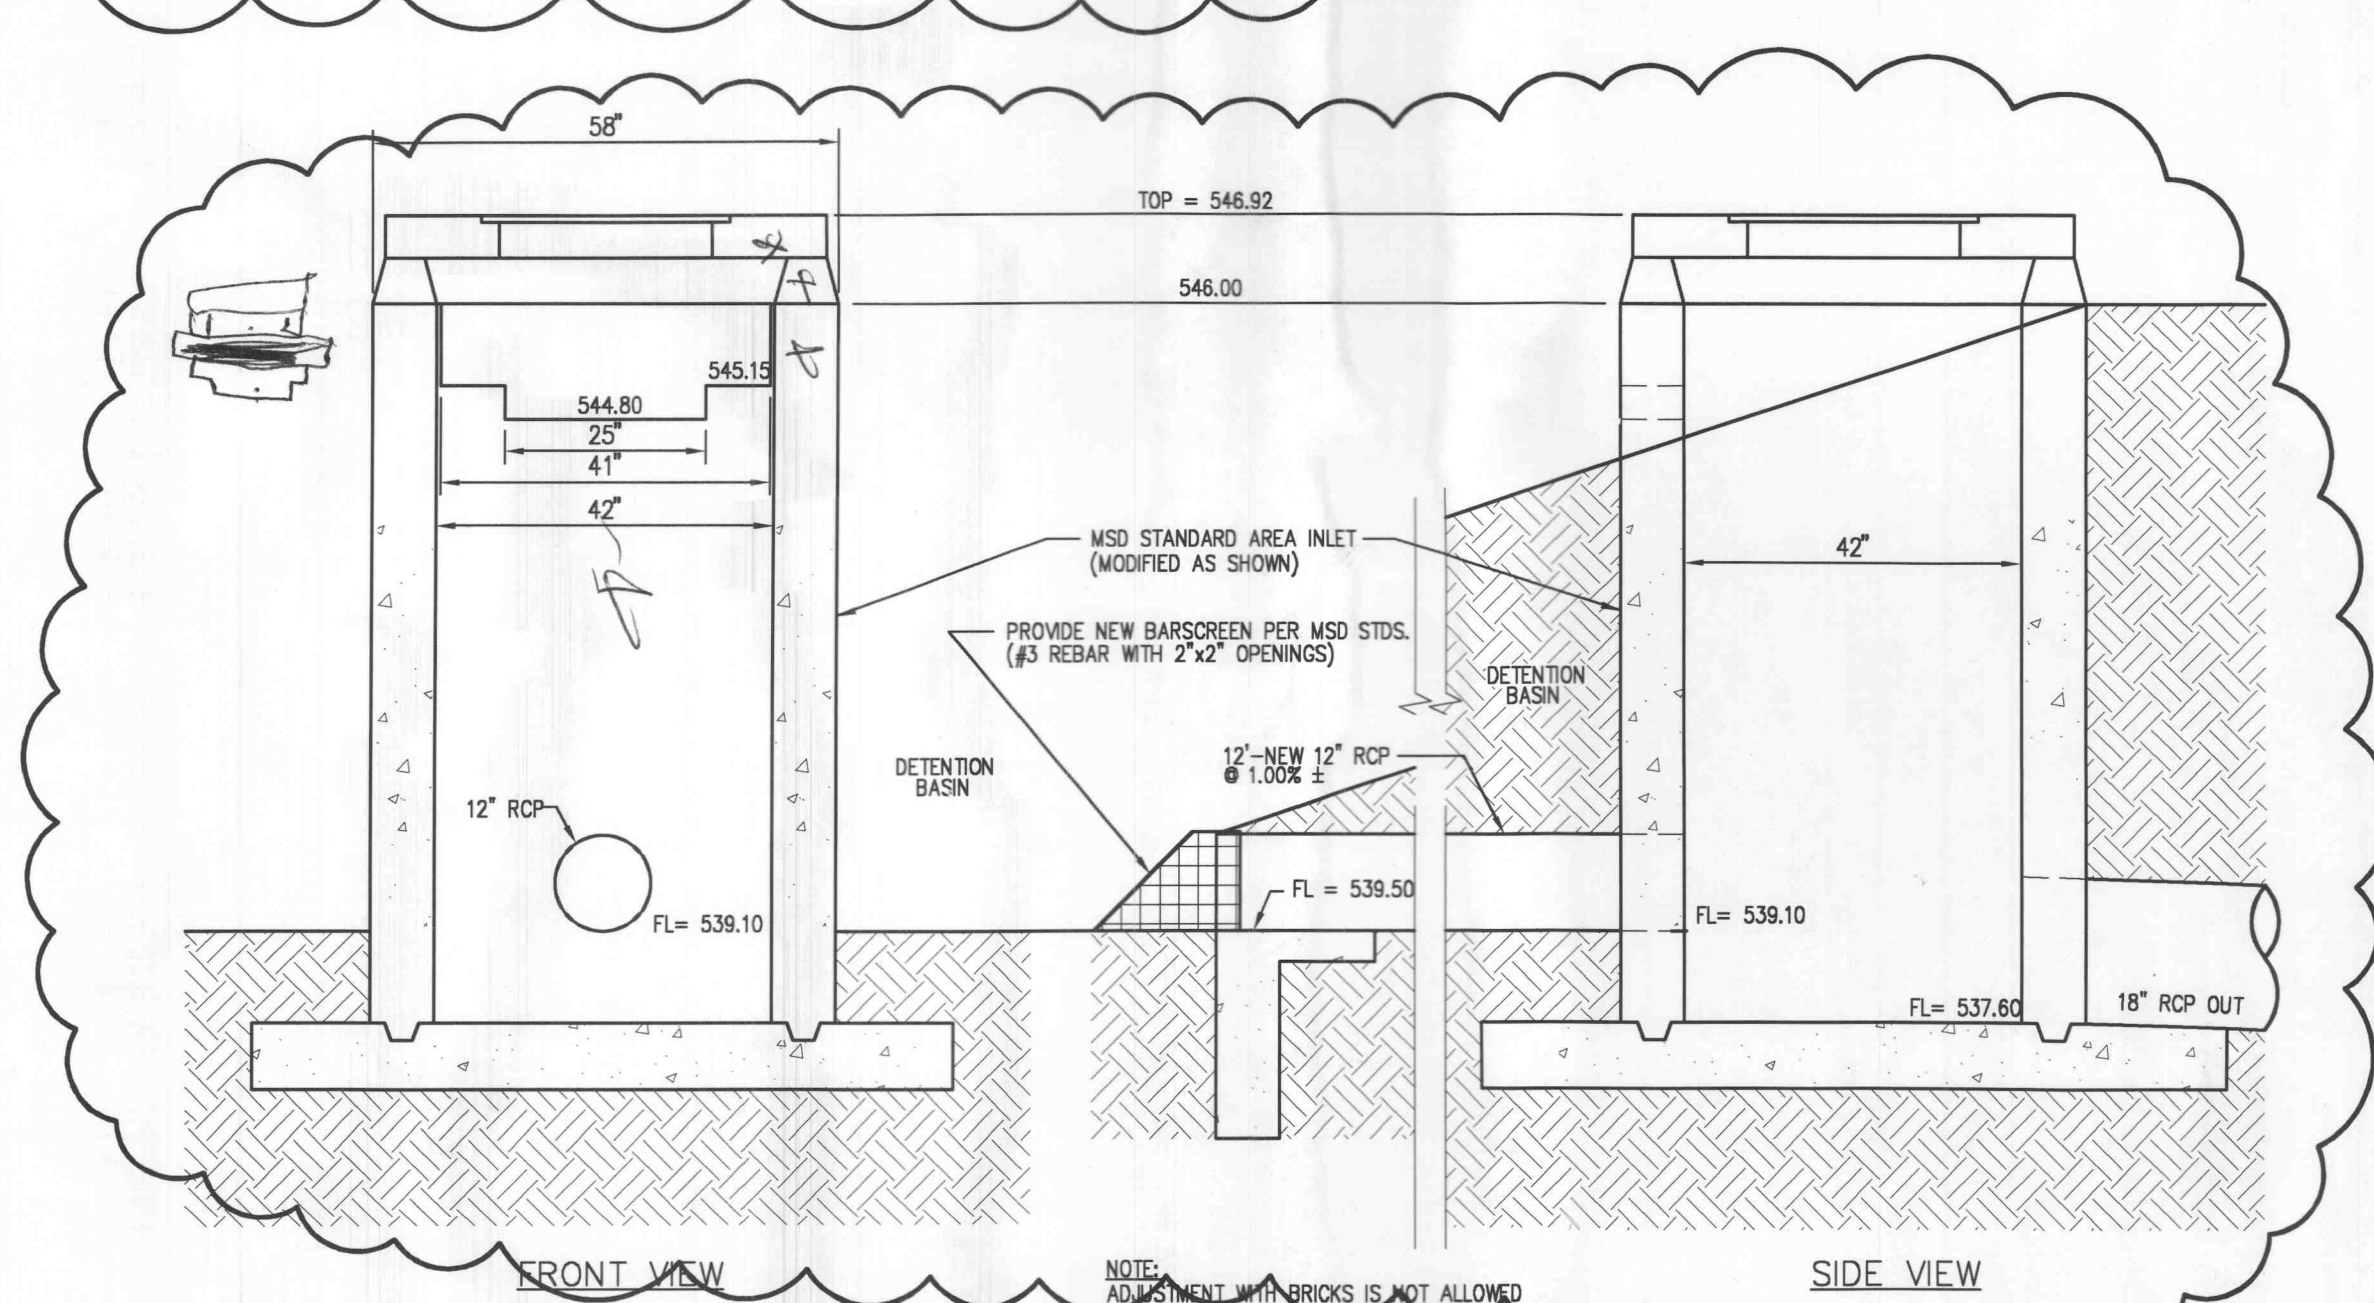 58"
TOP = 546.92
546.00
545.15
544.80
25"
41"
42"
MSD STANDARD AREA INLET
(MODIFIED AS SHOWN)
42"
PROVIDE NEW BARSCREEN PER MSD STDS.
(#3 REBAR WITH 2"x2" OPENINGS)
DETENTION
BASIN
12'-NEW 12" RCP
@ 1.00% ±
DETENTION
BASIN
12" RCP
FL = 539.50
FL= 539.10
FL= 539.10
FL= 537.60
18" RCP OUT
FRONT VIEW
NOTE:
ADJUSTMENT WITH BRICKS IS NOT ALLOWED
SIDE VIEW